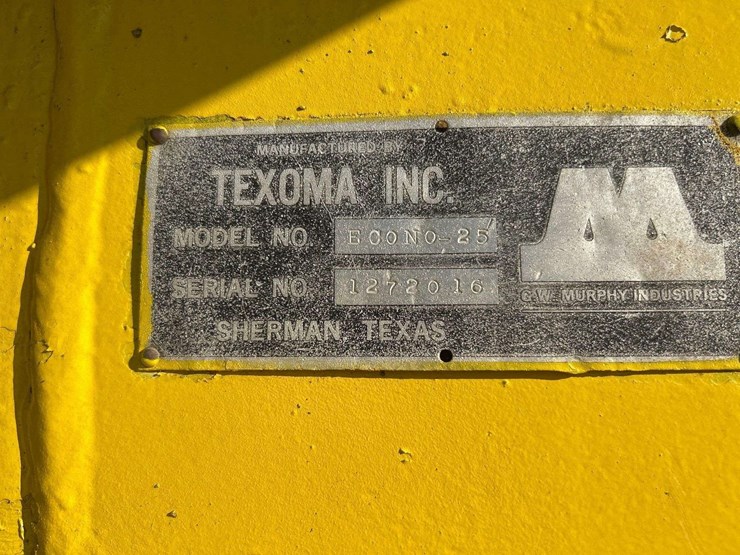 MANUFACTURED BY
TEXOMA INC.
MODEL NO. ECONO-25
SERIAL NO. 1272016
SHERMAN, TEXAS
C.W. MURPHY INDUSTRIES